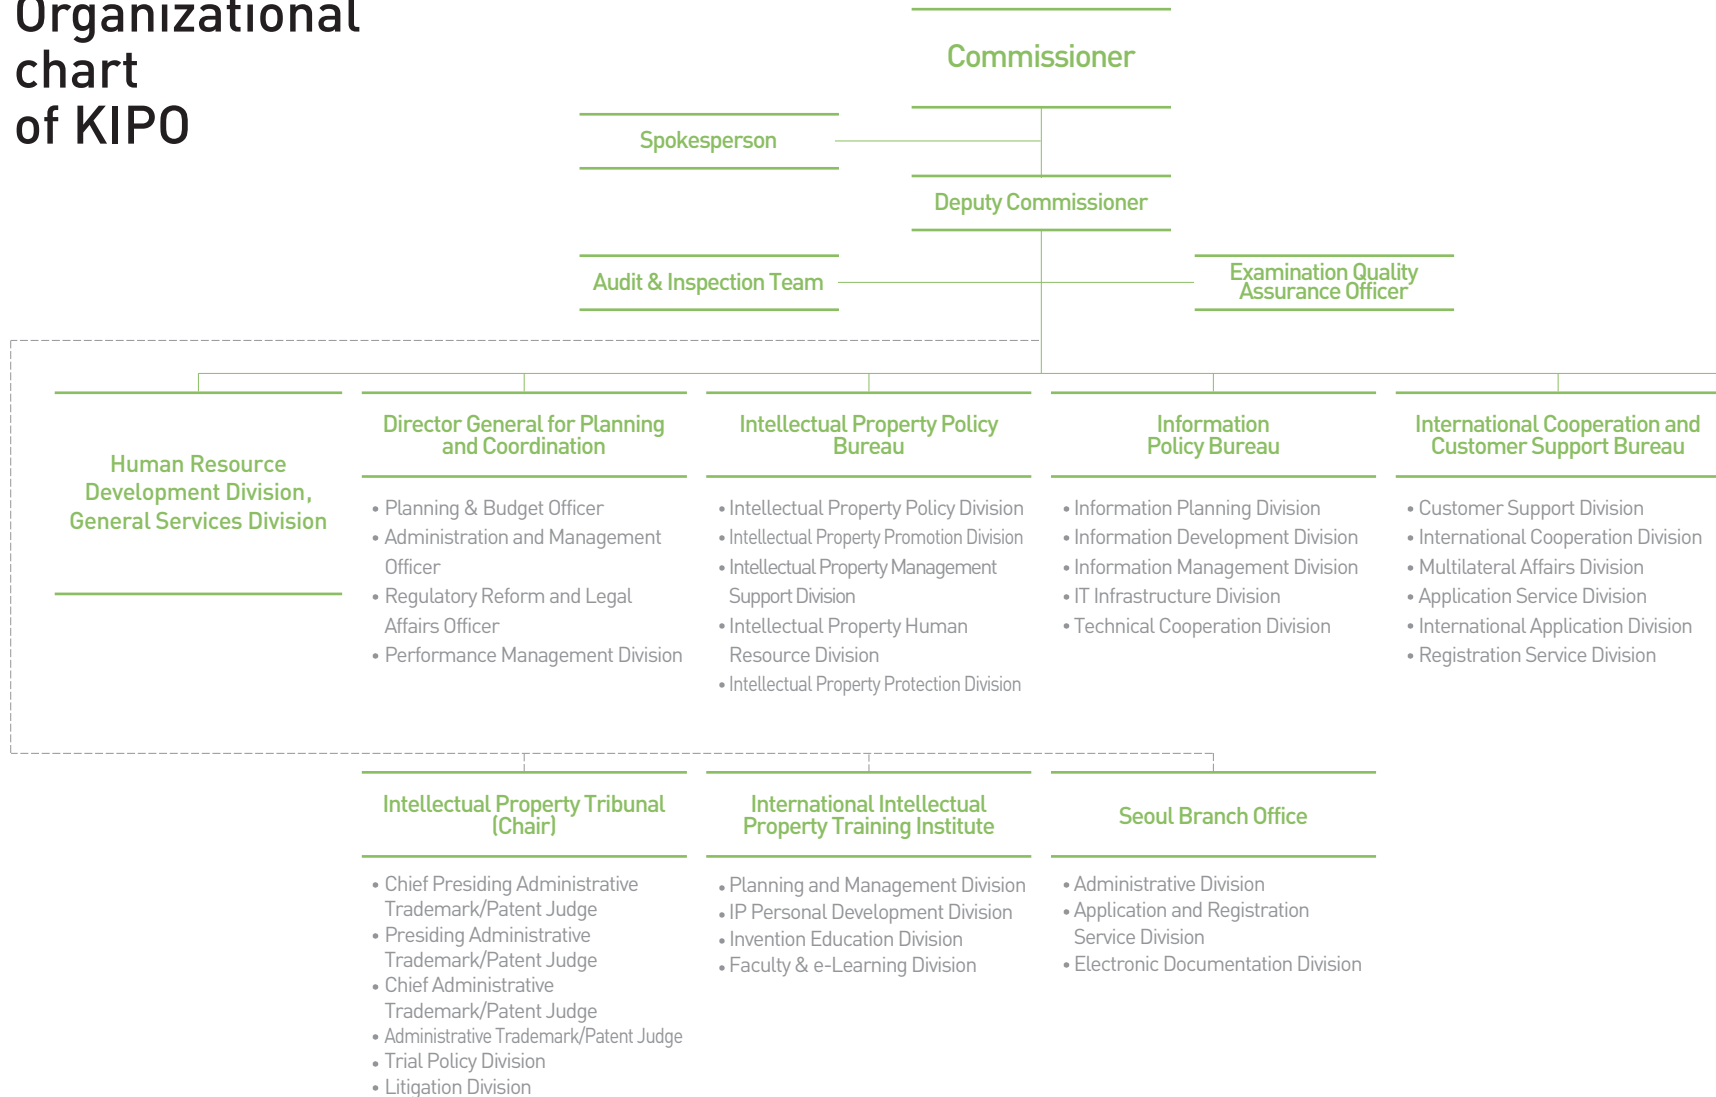 Organizational
chart
of KIPO
Commissioner
Spokesperson
Deputy Commissioner
Audit & Inspection Team
Examination Quality
Assurance Officer
Human Resource
Development Division,
General Services Division
Director General for Planning
and Coordination
• Planning & Budget Officer
• Administration and Management
Officer
• Regulatory Reform and Legal
Affairs Officer
• Performance Management Division
Intellectual Property Policy
Bureau
• Intellectual Property Policy Division
• Intellectual Property Promotion Division
• Intellectual Property Management
Support Division
• Intellectual Property Human
Resource Division
• Intellectual Property Protection Division
Information
Policy Bureau
• Information Planning Division
• Information Development Division
• Information Management Division
• IT Infrastructure Division
• Technical Cooperation Division
International Cooperation and
Customer Support Bureau
• Customer Support Division
• International Cooperation Division
• Multilateral Affairs Division
• Application Service Division
• International Application Division
• Registration Service Division
Intellectual Property Tribunal
(Chair)
• Chief Presiding Administrative
Trademark/Patent Judge
• Presiding Administrative
Trademark/Patent Judge
• Chief Administrative
Trademark/Patent Judge
• Administrative Trademark/Patent Judge
• Trial Policy Division
• Litigation Division
International Intellectual
Property Training Institute
• Planning and Management Division
• IP Personal Development Division
• Invention Education Division
• Faculty & e-Learning Division
Seoul Branch Office
• Administrative Division
• Application and Registration
Service Division
• Electronic Documentation Division